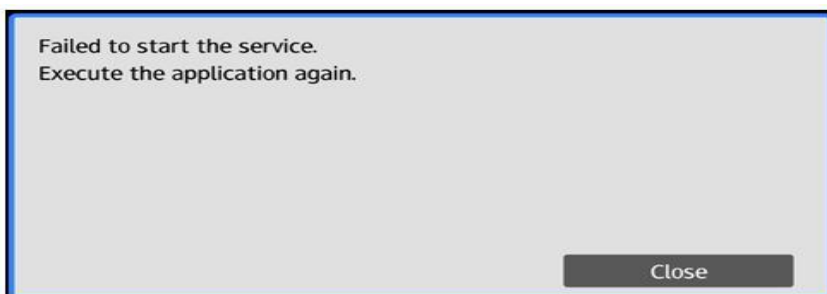 Failed to start the service.
Execute the application again.
Close